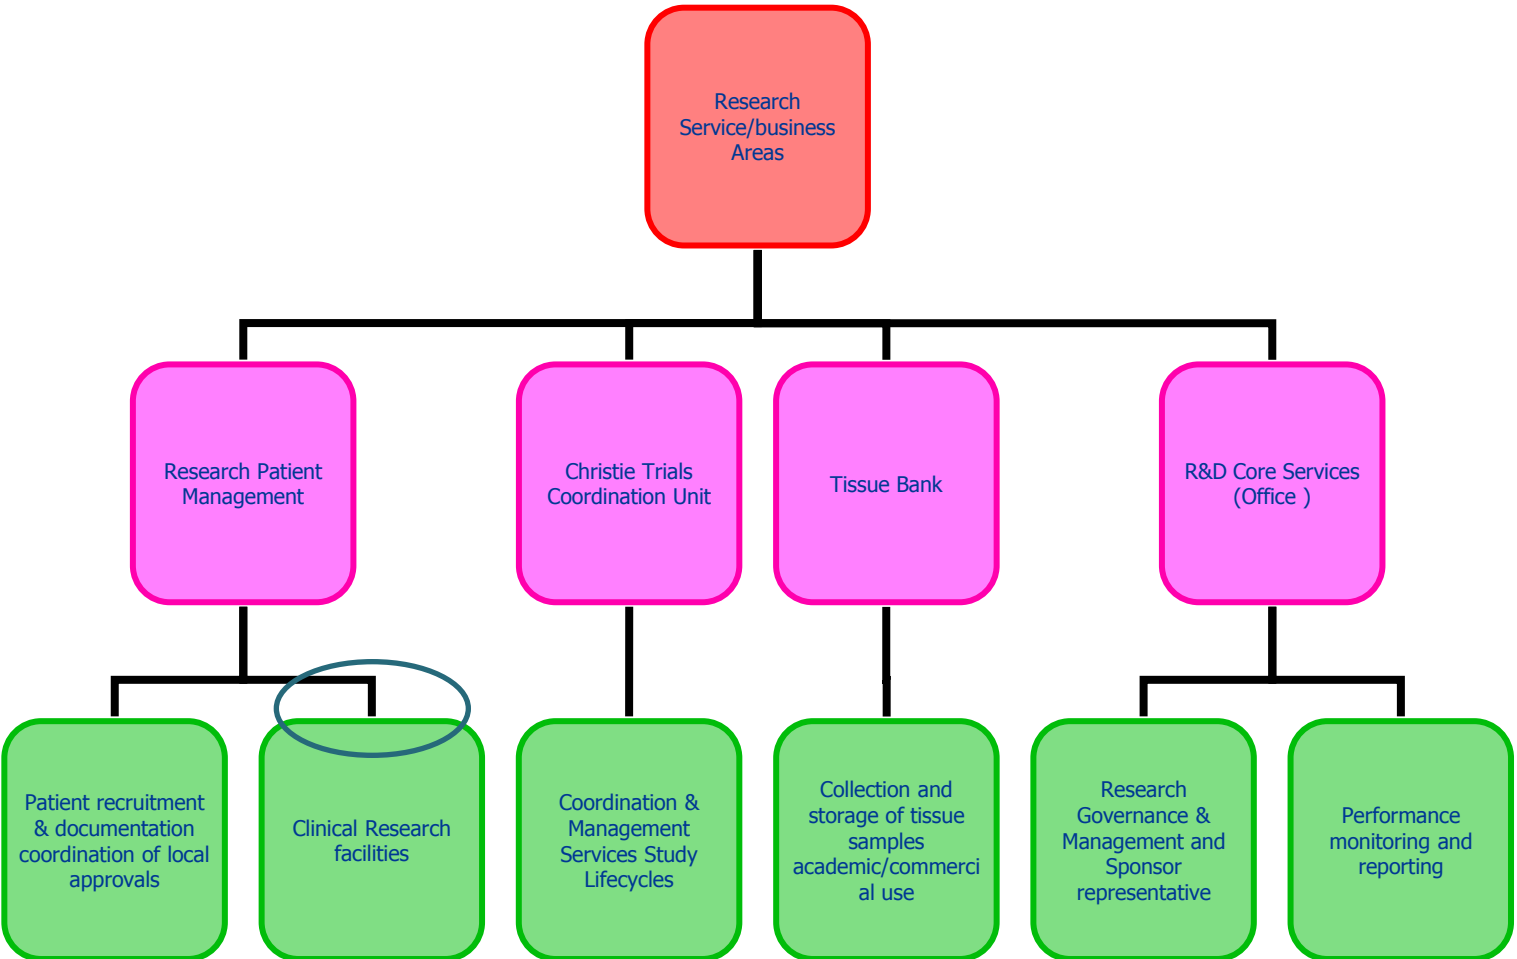 Research
Service/business
Areas
Research Patient
Management
Christie Trials
Coordination Unit
Tissue Bank
R&D Core Services
(Office )
Patient recruitment
& documentation
coordination of local
approvals
Clinical Research
facilities
Coordination &
Management
Services Study
Lifecycles
Collection and
storage of tissue
samples
academic/commerci
al use
Research
Governance &
Management and
Sponsor
representative
Performance
monitoring and
reporting